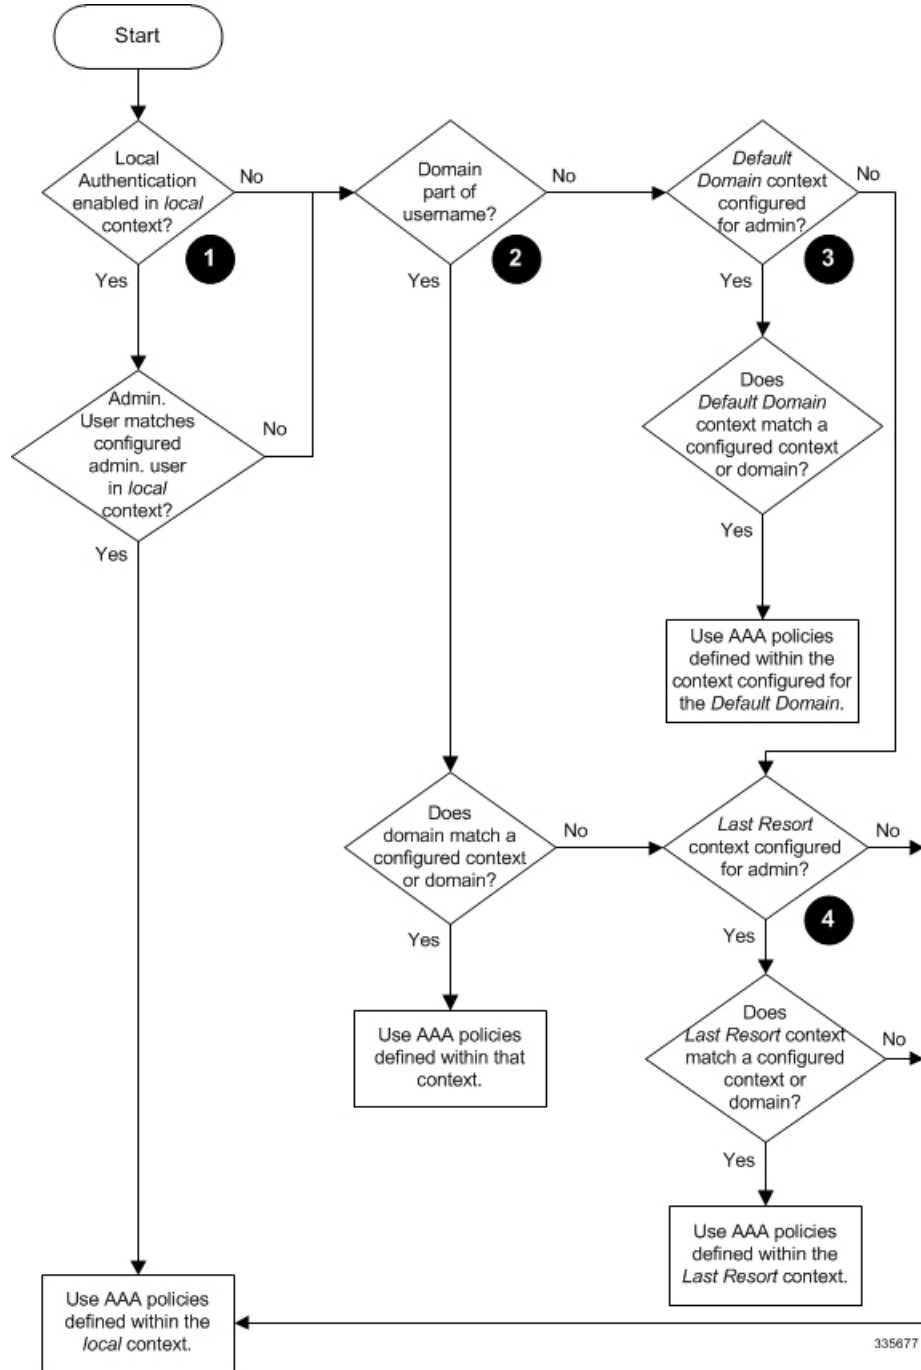 Start
Local
Authentication
enabled in local
context?
No
Yes
1
Domain
part of
username?
No
Yes
2
Default
Domain context
configured
for admin?
No
Yes
3
Admin.
User matches
configured
admin. user
in local
context?
No
Yes
Does
Default Domain
context match a
configured context
or domain?
Yes
Use AAA policies
defined within the
context configured for
the Default Domain.
Does
domain match a
configured context
or domain?
No
Yes
Last Resort
context configured
for admin?
No
Yes
4
Use AAA policies
defined within that
context.
Does
Last Resort context
match a configured
context or
domain?
No
Yes
Use AAA policies
defined within the
Last Resort context.
Use AAA policies
defined within the
local context.
335677